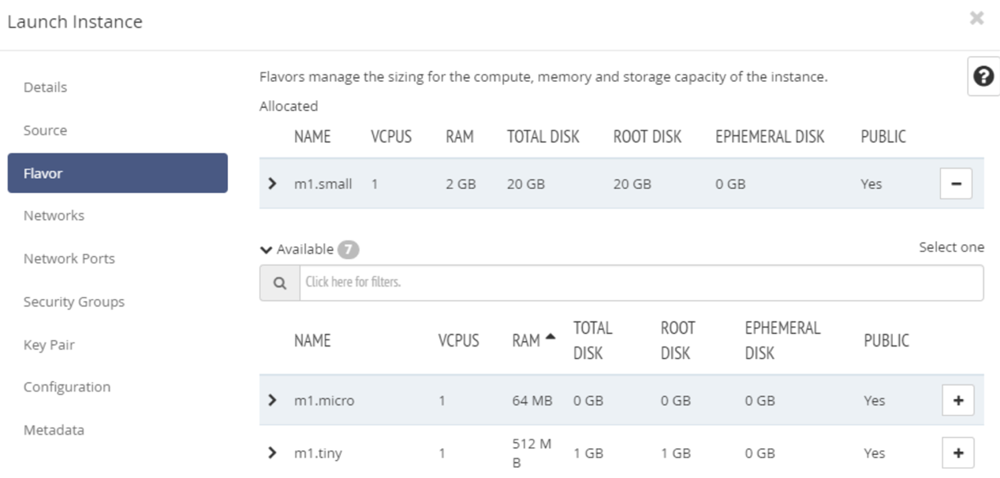 Launch Instance
Details
Source
Flavor
Networks
Network Ports
Security Groups
Key Pair
Configuration
Metadata
Flavors manage the sizing for the compute, memory and storage capacity of the instance.
Allocated
NAME VCPUS RAM TOTAL DISK ROOT DISK EPHEMERAL DISK PUBLIC
m1.small 1 2 GB 20 GB 20 GB 0 GB Yes
Available 7 Select one
Click here for filters.
NAME VCPUS RAM TOTAL DISK ROOT DISK EPHEMERAL DISK PUBLIC
m1.micro 1 64 MB 0 GB 0 GB 0 GB Yes
m1.tiny 1 512 MB 1 GB 1 GB 0 GB Yes